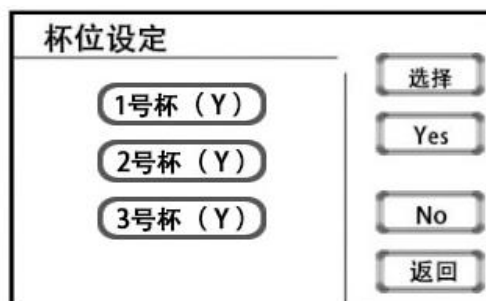 杯位设定
1号杯（Y）
2号杯（Y）
3号杯（Y）
选择
Yes
No
返回